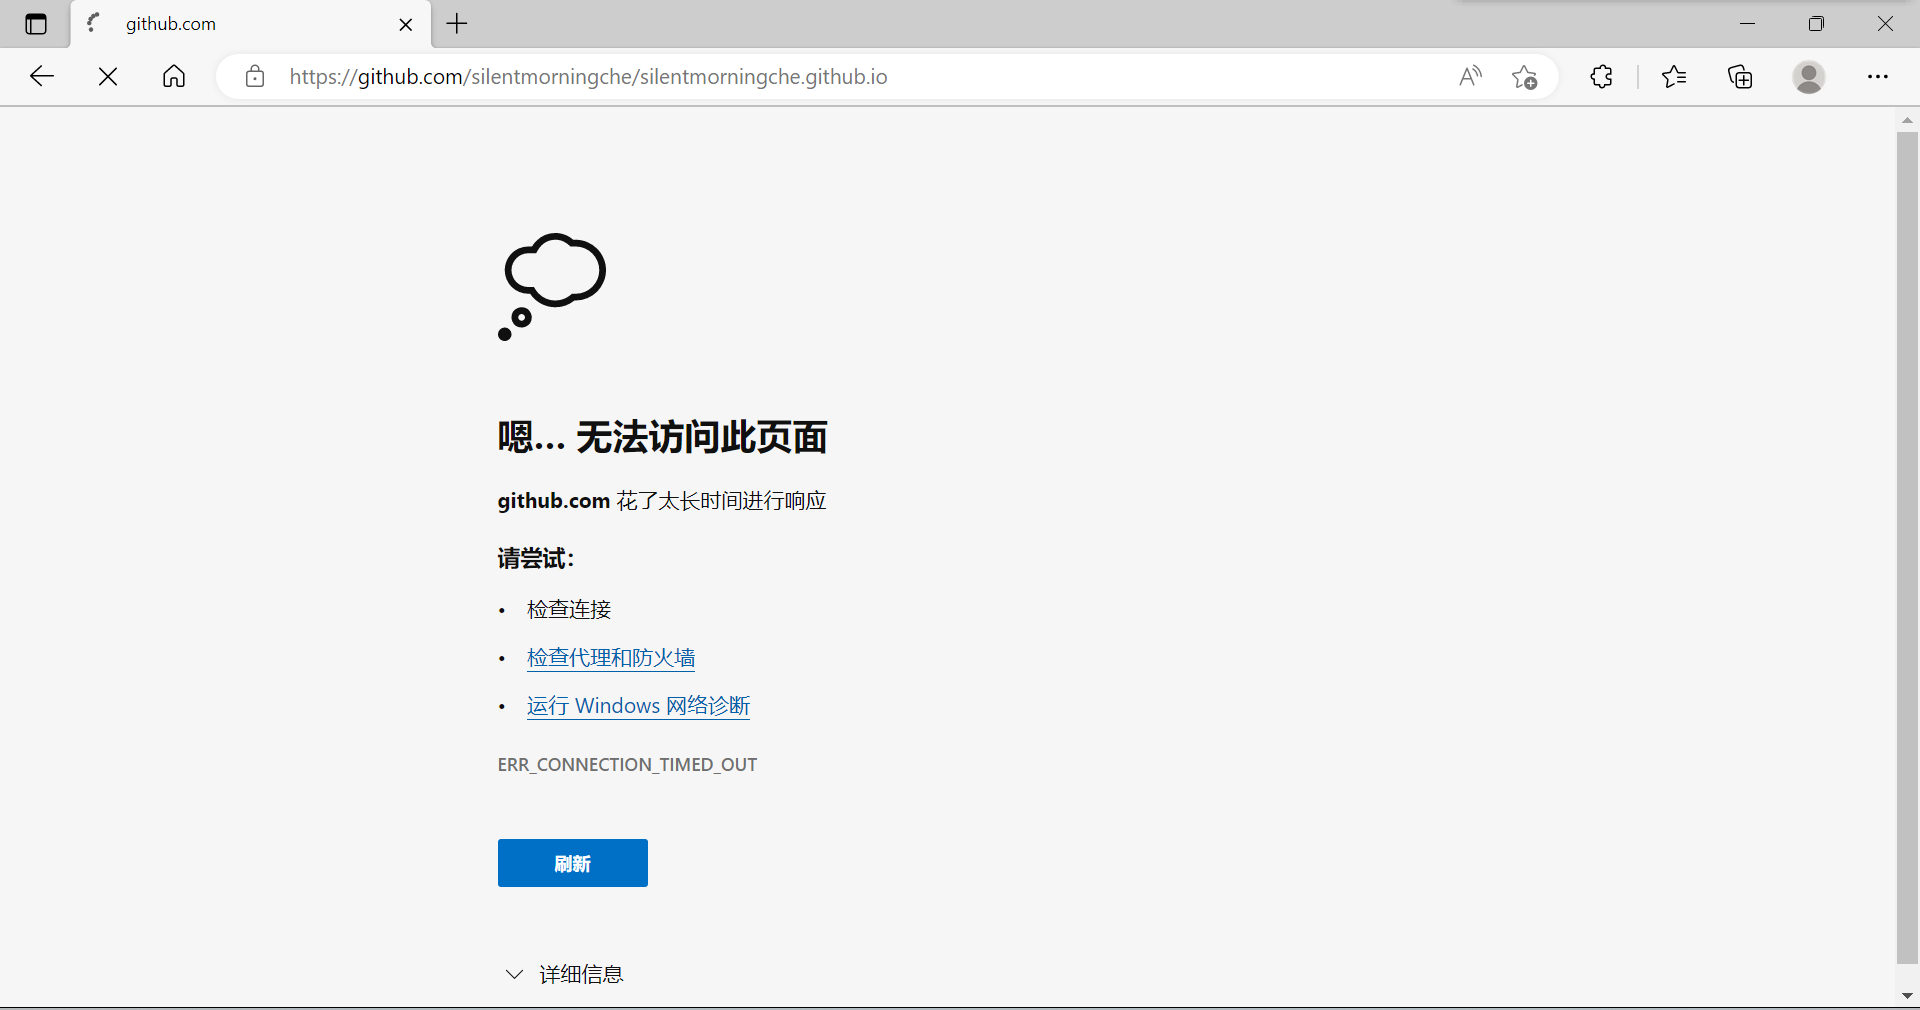 github.com
https://github.com/silentmorningche/silentmorningche.github.io
嗯… 无法访问此页面
github.com 花了太长时间进行响应
请尝试：
• 检查连接
• 检查代理和防火墙
• 运行 Windows 网络诊断
ERR_CONNECTION_TIMED_OUT
刷新
详细信息